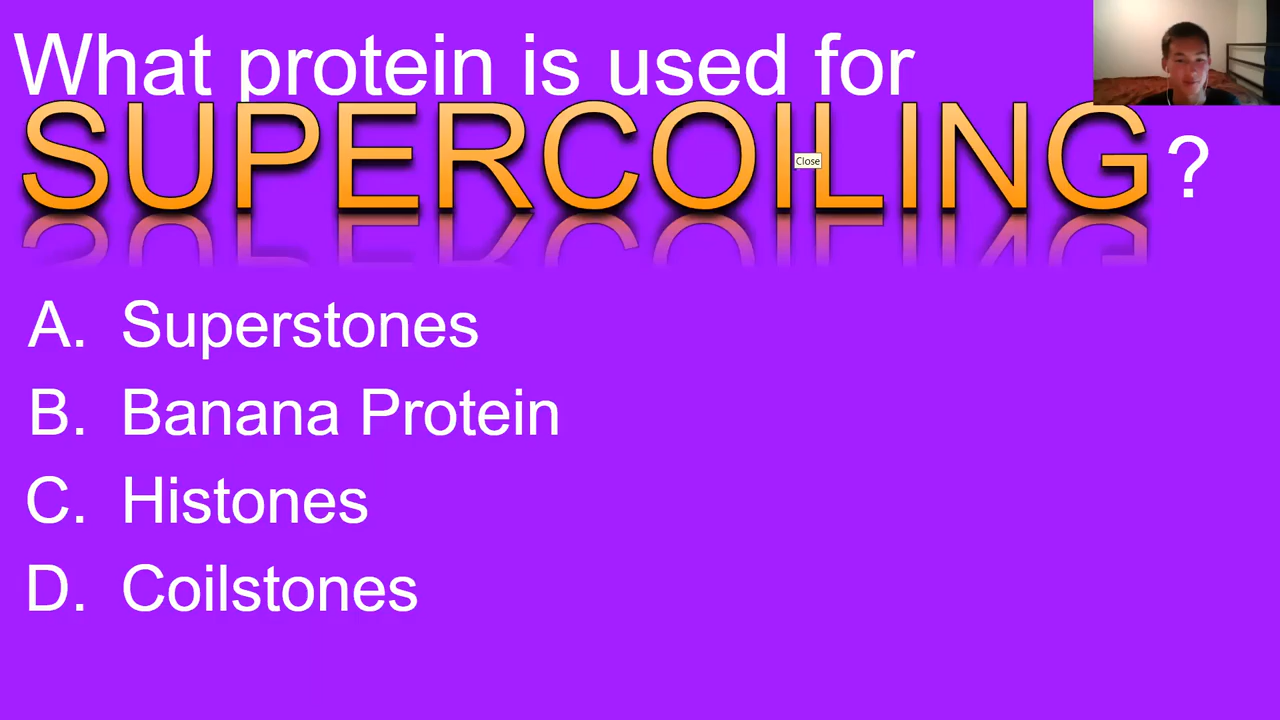 What protein is used for
SUPERCOILING?
Close
A. Superstones
B. Banana Protein
C. Histones
D. Coilstones